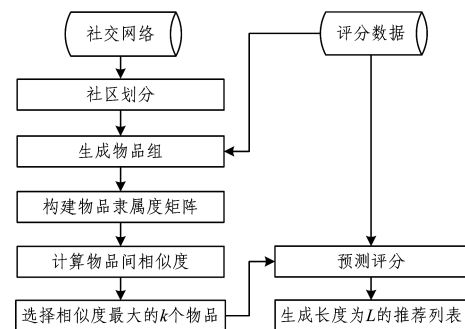 社交网络
评分数据
社区划分
生成物品组
构建物品隶属度矩阵
计算物品间相似度
预测评分
选择相似度最大的k个物品
生成长度为L的推荐列表